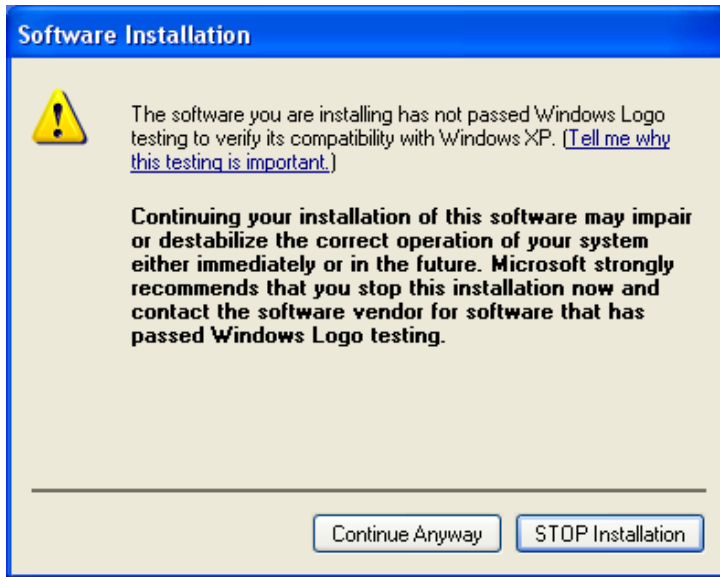 Software Installation
The software you are installing has not passed Windows Logo
testing to verify its compatibility with Windows XP. (Tell me why
this testing is important.)
Continuing your installation of this software may impair
or destabilize the correct operation of your system
either immediately or in the future. Microsoft strongly
recommends that you stop this installation now and
contact the software vendor for software that has
passed Windows Logo testing.
Continue Anyway
STOP Installation